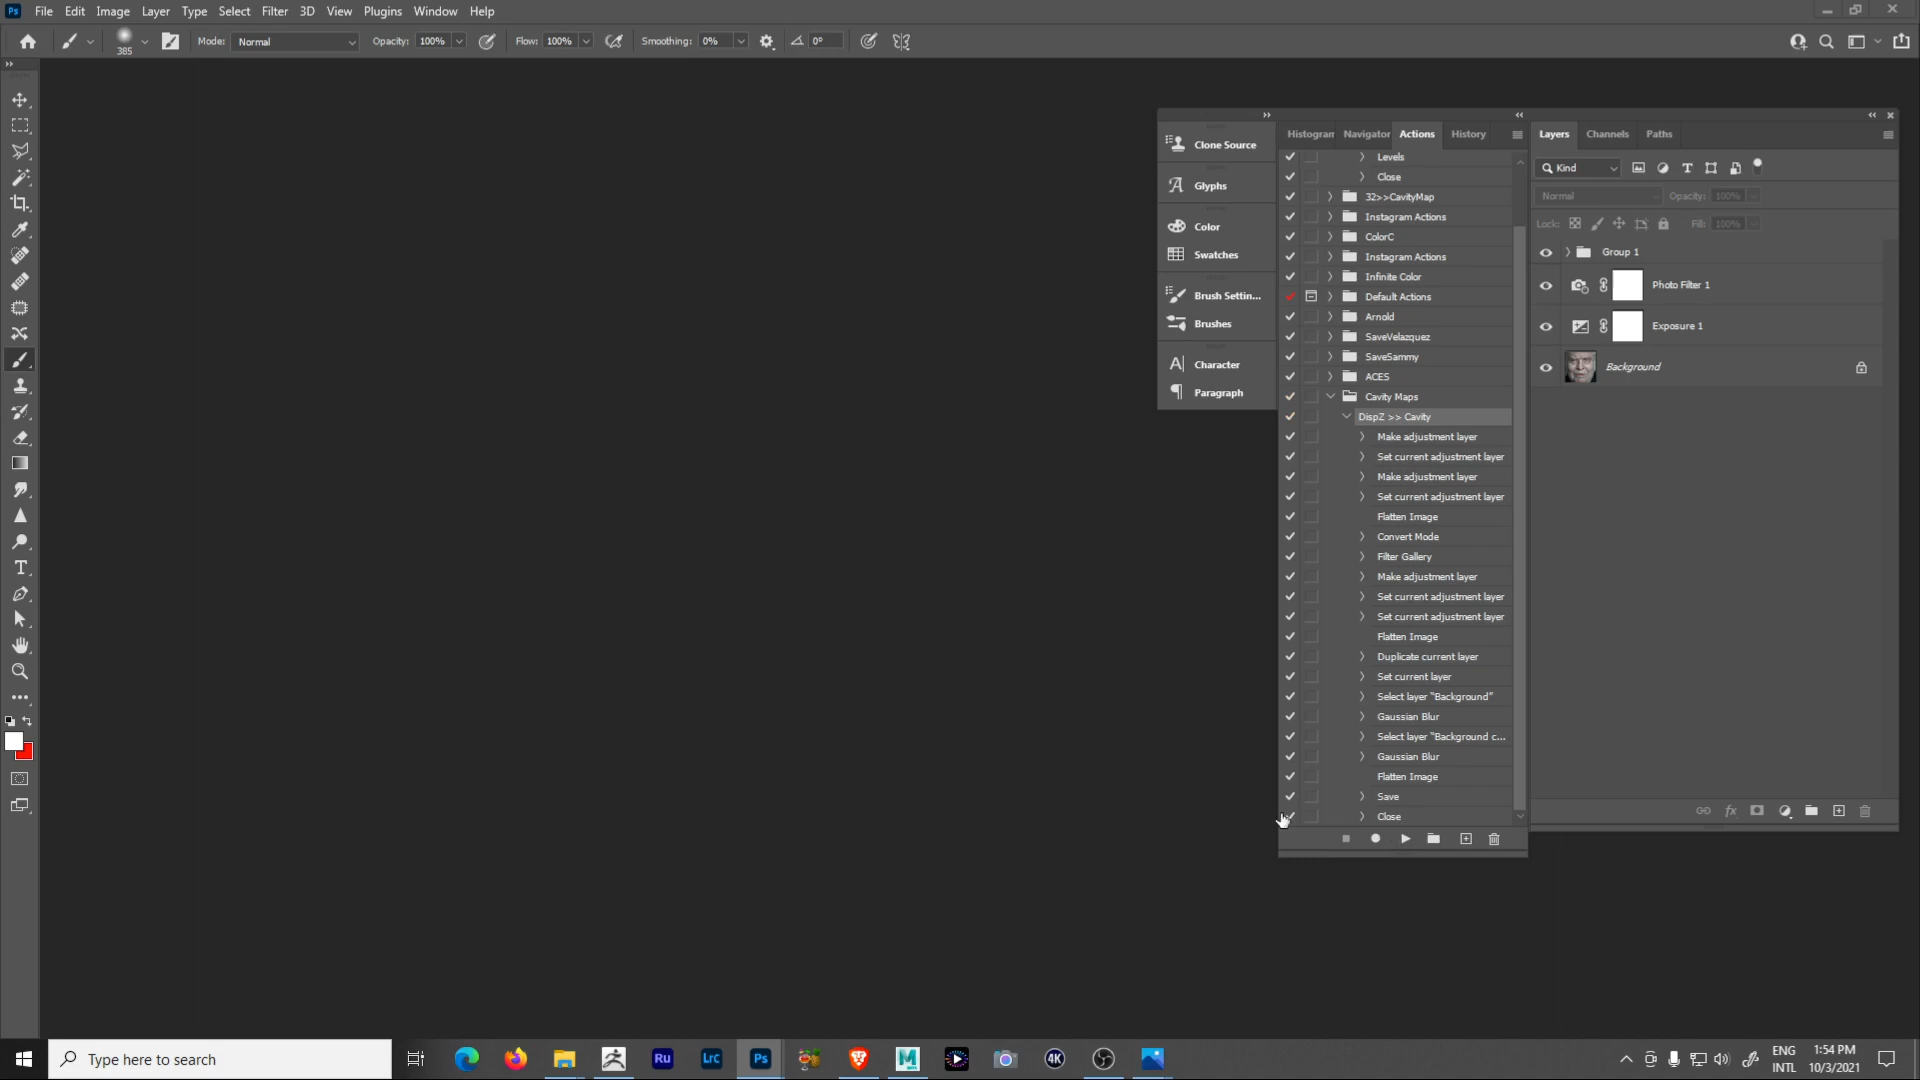 Ps File Edit Image Layer Type Select Filter 3D View Plugins Window Help
385 Mode: Normal Opacity: 100% Flow: 100% Smoothing: 0% 0°
Histogram Navigator Actions History
Layers Channels Paths
Clone Source
Glyphs
Color
Swatches
Brush Settin...
Brushes
Character
Paragraph
Levels
Close
32>>CavityMap
Instagram Actions
ColorC
Instagram Actions
Infinite Color
Default Actions
Arnold
SaveVelazquez
SaveSammy
ACES
Cavity Maps
DispZ >> Cavity
Make adjustment layer
Set current adjustment layer
Make adjustment layer
Set current adjustment layer
Flatten Image
Convert Mode
Filter Gallery
Make adjustment layer
Set current adjustment layer
Set current adjustment layer
Flatten Image
Duplicate current layer
Set current layer
Select layer "Background"
Gaussian Blur
Select layer "Background c...
Gaussian Blur
Flatten Image
Save
Close
Kind
Normal Opacity: 100%
Lock: Fill: 100%
Group 1
Photo Filter 1
Exposure 1
Background
fx
Type here to search
Ru Lrc Ps 4K
ENG
INTL
1:54 PM
10/3/2021